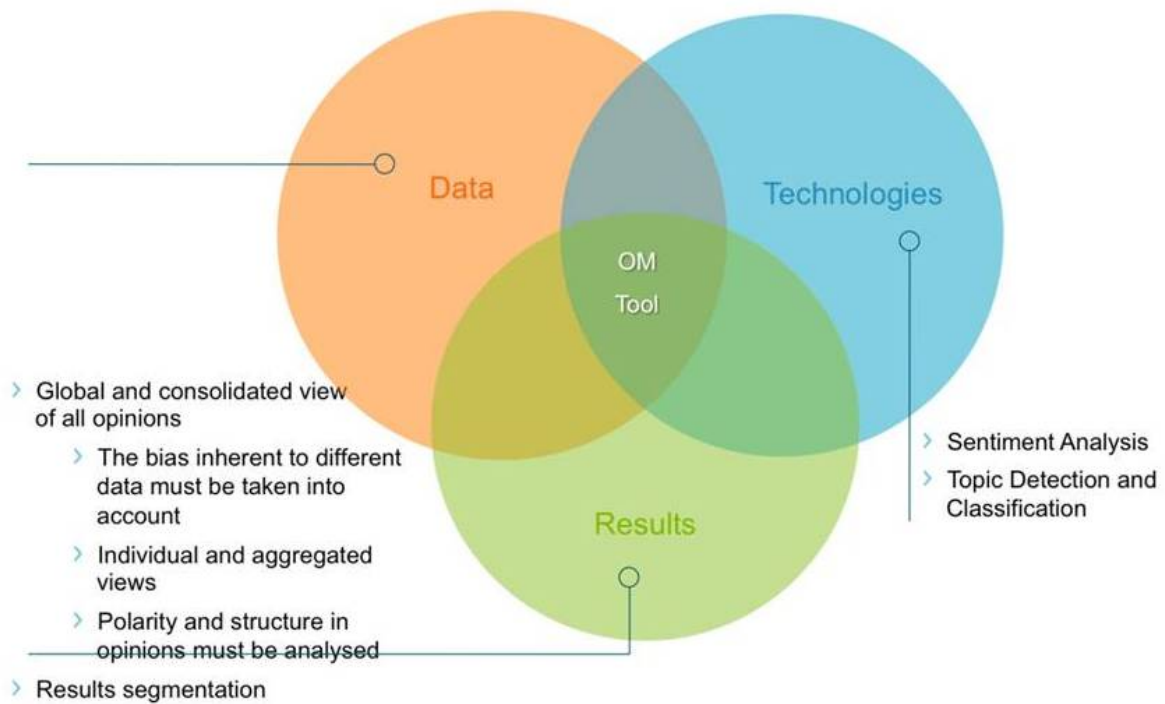 Data
Technologies
OM
Tool
› Global and consolidated view
of all opinions
› The bias inherent to different
data must be taken into
account
› Individual and aggregated
views
› Polarity and structure in
opinions must be analysed
› Results segmentation
Results
› Sentiment Analysis
› Topic Detection and
Classification